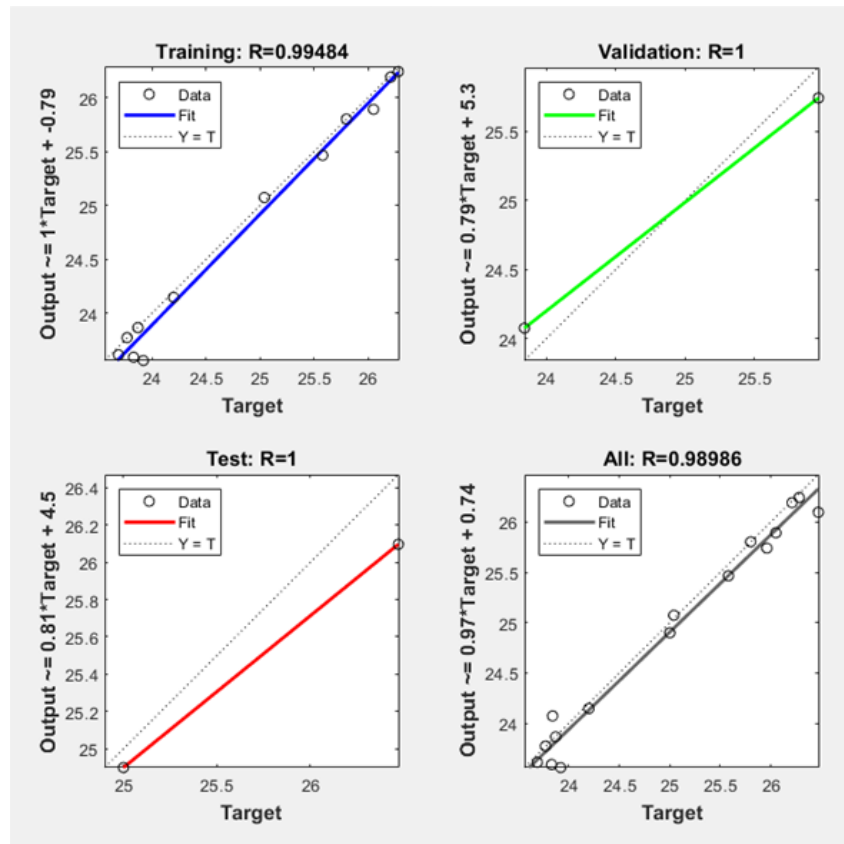 Training: R=0.99484
Output ~= 1*Target + -0.79
26
25.5
25
24.5
24
Data
Fit
Y = T
24 24.5 25 25.5 26
Target
Validation: R=1
Output ~= 0.79*Target + 5.3
25.5
25
24.5
24
Data
Fit
Y = T
24 24.5 25 25.5
Target
Test: R=1
Output ~= 0.81*Target + 4.5
26.4
26.2
26
25.8
25.6
25.4
25.2
25
Data
Fit
Y = T
25 26
Target
All: R=0.98986
Output ~= 0.97*Target + 0.74
26
25.5
25
24.5
24
Data
Fit
Y = T
24 24.5 25 25.5 26
Target